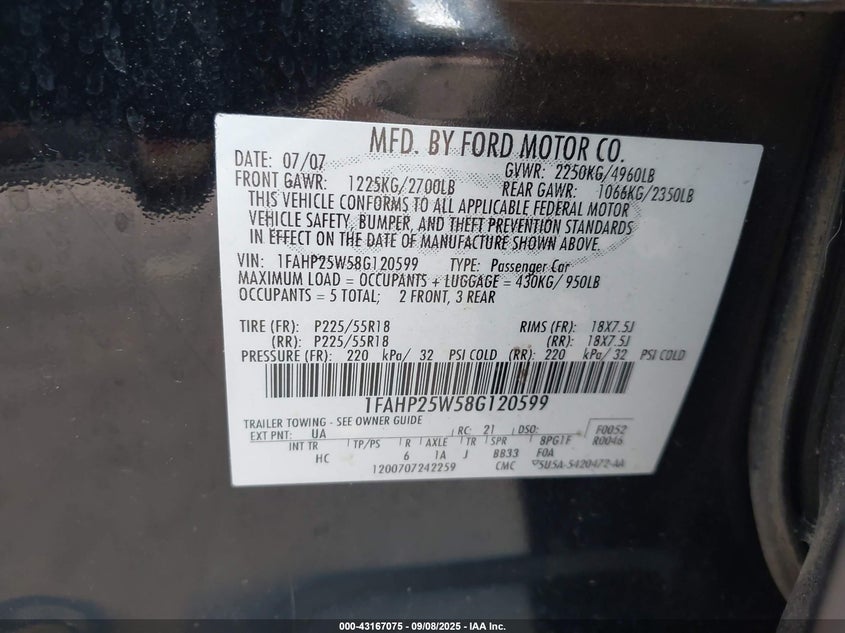 MFD. BY FORD MOTOR CO.
DATE: 07/07 GVWR: 2250KG/4960LB
FRONT GAWR: 1225KG/2700LB REAR GAWR: 1066KG/2350LB
THIS VEHICLE CONFORMS TO ALL APPLICABLE FEDERAL MOTOR
VEHICLE SAFETY, BUMPER, AND THEFT PREVENTION STANDARDS
IN EFFECT ON THE DATE OF MANUFACTURE SHOWN ABOVE.
VIN: 1FAHP25W58G120599 TYPE: Passenger Car
MAXIMUM LOAD = OCCUPANTS + LUGGAGE = 430KG/ 950LB
OCCUPANTS = 5 TOTAL; 2 FRONT, 3 REAR
TIRE (FR): P225/55R18 RIMS (FR): 18X7.5J
(RR): P225/55R18 (RR): 18X7.5J
PRESSURE (FR): 220 kPa/ 32 PSI COLD (RR): 220 kPa/ 32 PSI COLD
1FAHP25W58G120599
TRAILER TOWING - SEE OWNER GUIDE
EXT PNT: UA RC: 21 DSO: F0052
INT TR TP/PS R AXLE TR SPR 8PG1F R0046
HC 6 1A J BB33 F0A
1200707242259 CMC 5U5A-5420472-AA
000-43167075 - 09/08/2025 - IAA Inc.